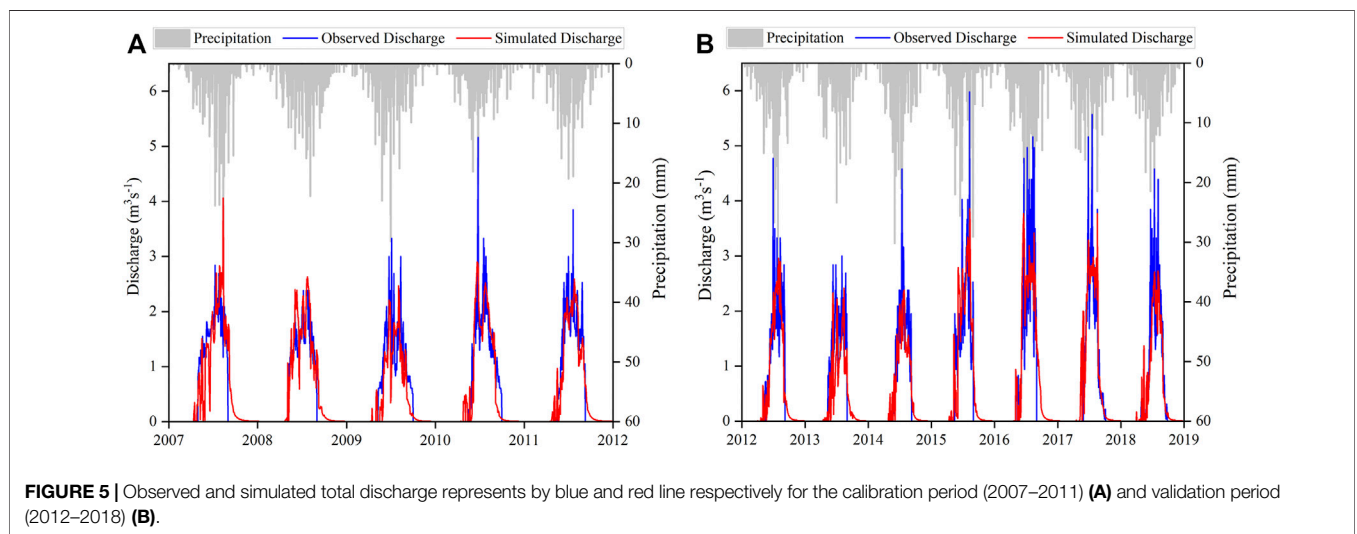 A
Precipitation Observed Discharge Simulated Discharge
Discharge (m³s⁻¹)
6
5
4
3
2
1
0
0
10
20
30
40
50
60
Precipitation (mm)
2007 2008 2009 2010 2011 2012
B
Precipitation Observed Discharge Simulated Discharge
Discharge (m³s⁻¹)
6
5
4
3
2
1
0
0
10
20
30
40
50
60
Precipitation (mm)
2012 2013 2014 2015 2016 2017 2018 2019
FIGURE 5 | Observed and simulated total discharge represents by blue and red line respectively for the calibration period (2007–2011) (A) and validation period
(2012–2018) (B).